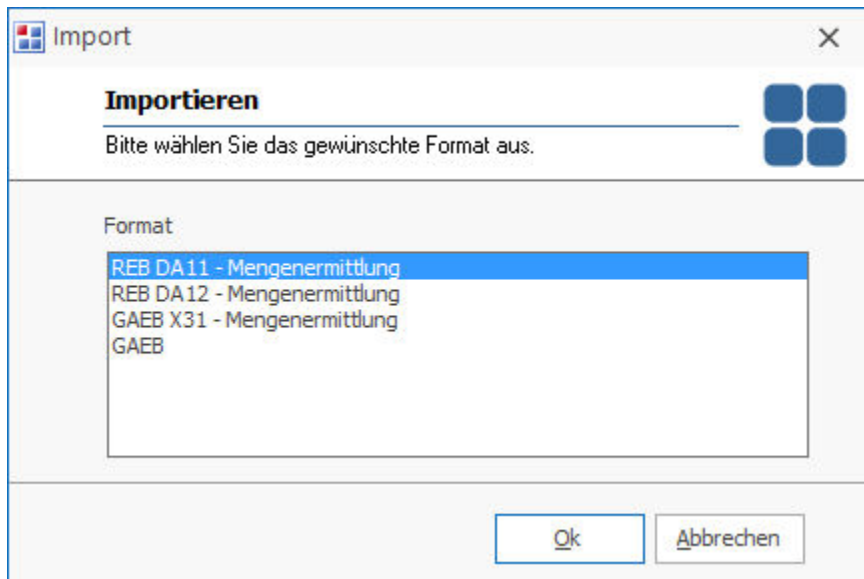 Import
Importieren
Bitte wählen Sie das gewünschte Format aus.
Format
REB DA11 - Mengenermittlung
REB DA12 - Mengenermittlung
GAEB X31 - Mengenermittlung
GAEB
Ok
Abbrechen